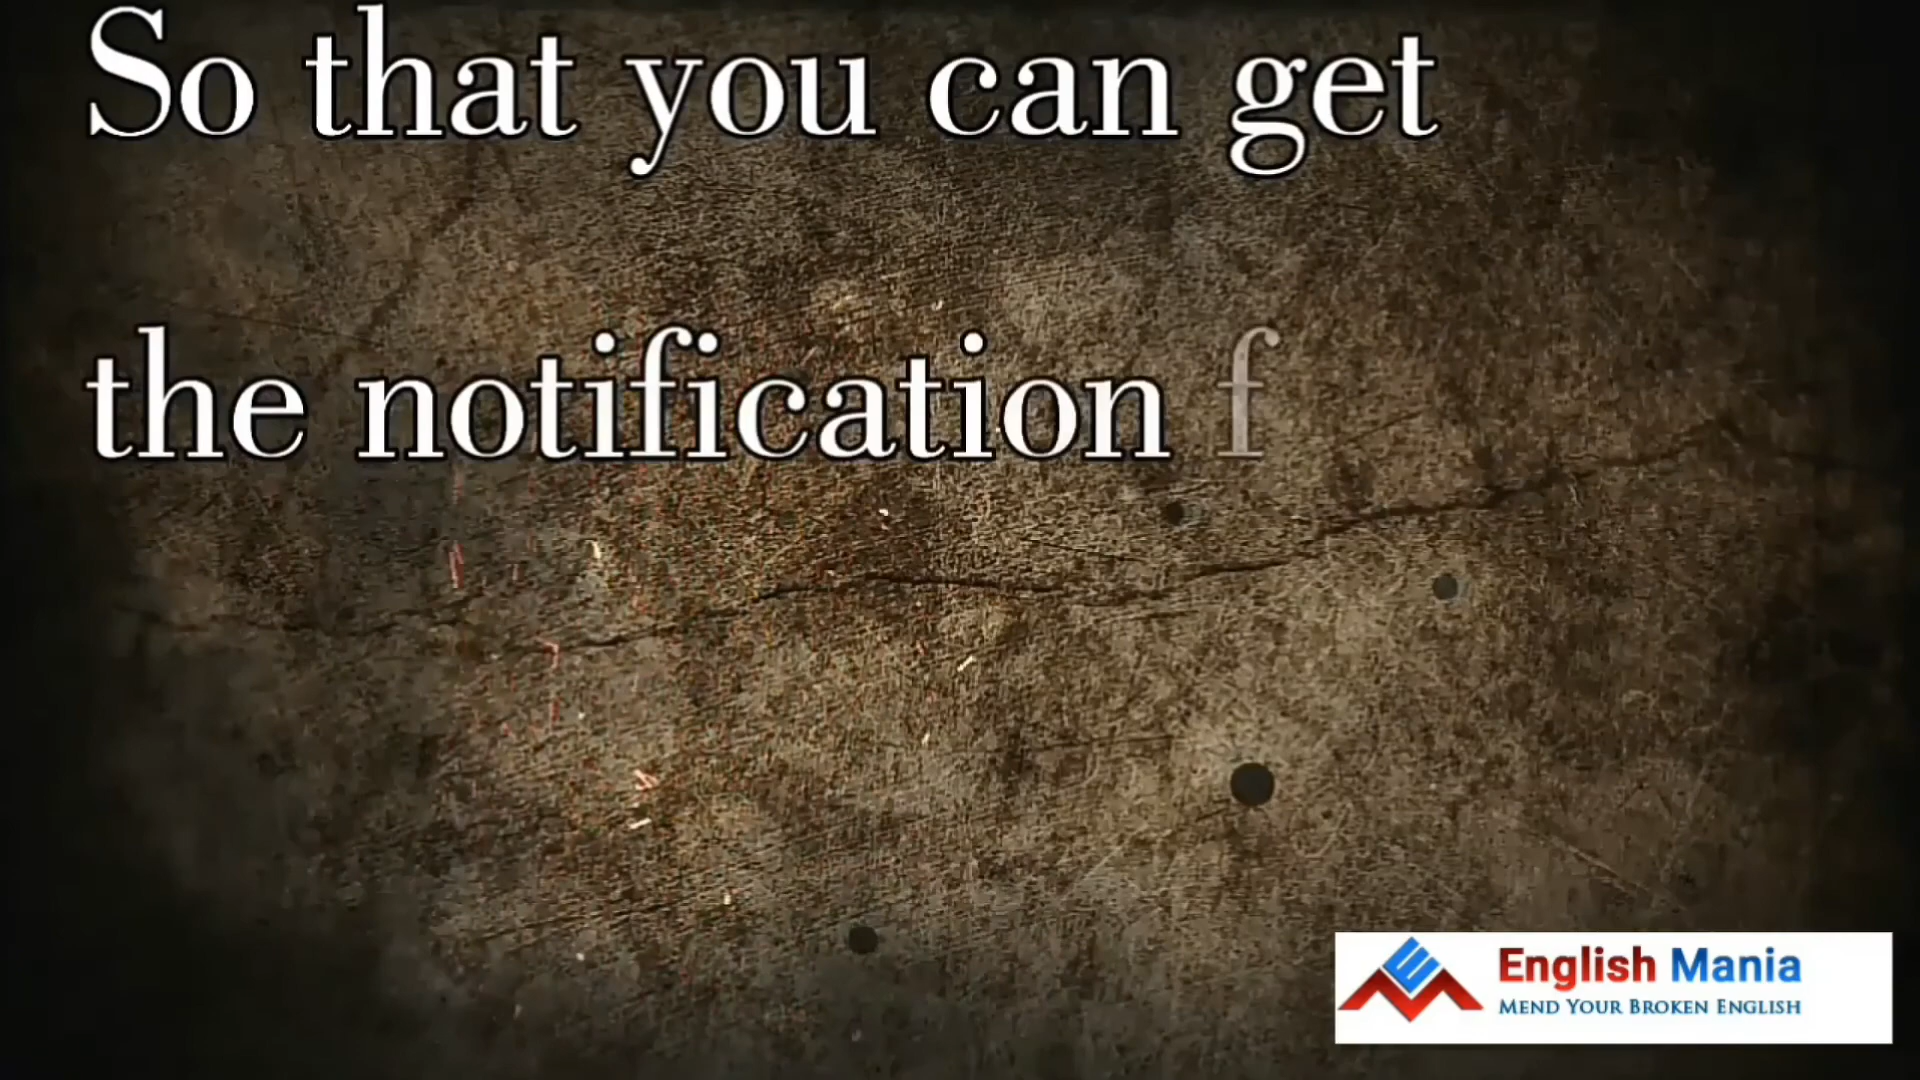 So that you can get
the notification f
English Mania
MEND YOUR BROKEN ENGLISH